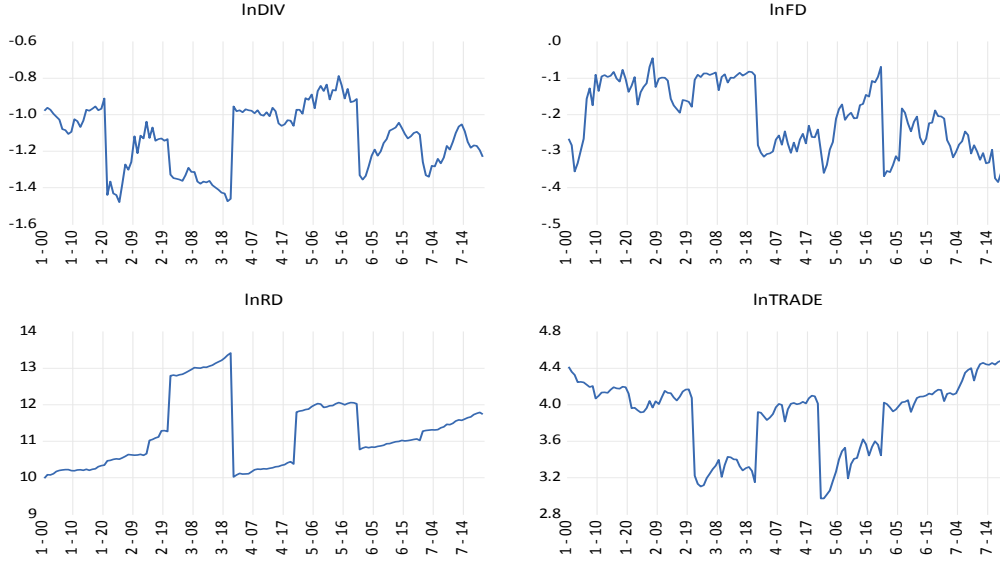 lnDIV
-0.6
-0.8
-1.0
-1.2
-1.4
-1.6
1 - 00
1 - 10
1 - 20
2 - 09
2 - 19
3 - 08
3 - 18
4 - 07
4 - 17
5 - 06
5 - 16
6 - 05
6 - 15
7 - 04
7 - 14
lnFD
.0
-.1
-.2
-.3
-.4
-.5
1 - 00
1 - 10
1 - 20
2 - 09
2 - 19
3 - 08
3 - 18
4 - 07
4 - 17
5 - 06
5 - 16
6 - 05
6 - 15
7 - 04
7 - 14
lnRD
14
13
12
11
10
9
1 - 00
1 - 10
1 - 20
2 - 09
2 - 19
3 - 08
3 - 18
4 - 07
4 - 17
5 - 06
5 - 16
6 - 05
6 - 15
7 - 04
7 - 14
lnTRADE
4.8
4.4
4.0
3.6
3.2
2.8
1 - 00
1 - 10
1 - 20
2 - 09
2 - 19
3 - 08
3 - 18
4 - 07
4 - 17
5 - 06
5 - 16
6 - 05
6 - 15
7 - 04
7 - 14